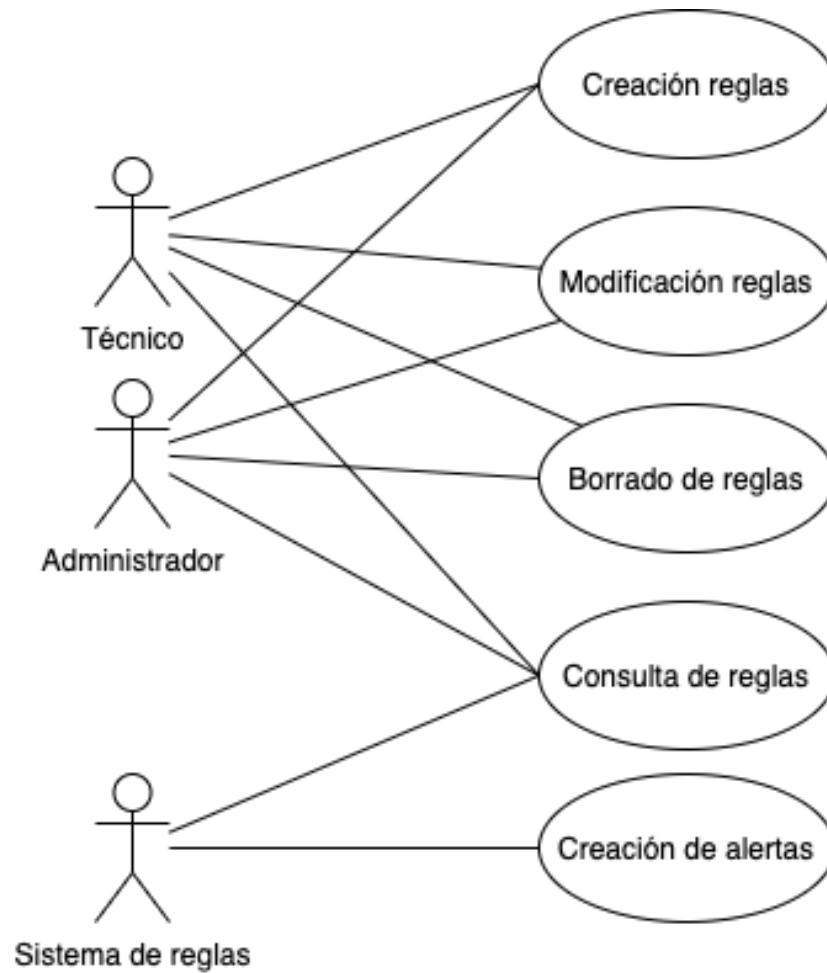 Creación reglas
Modificación reglas
Técnico
Borrado de reglas
Administrador
Consulta de reglas
Creación de alertas
Sistema de reglas